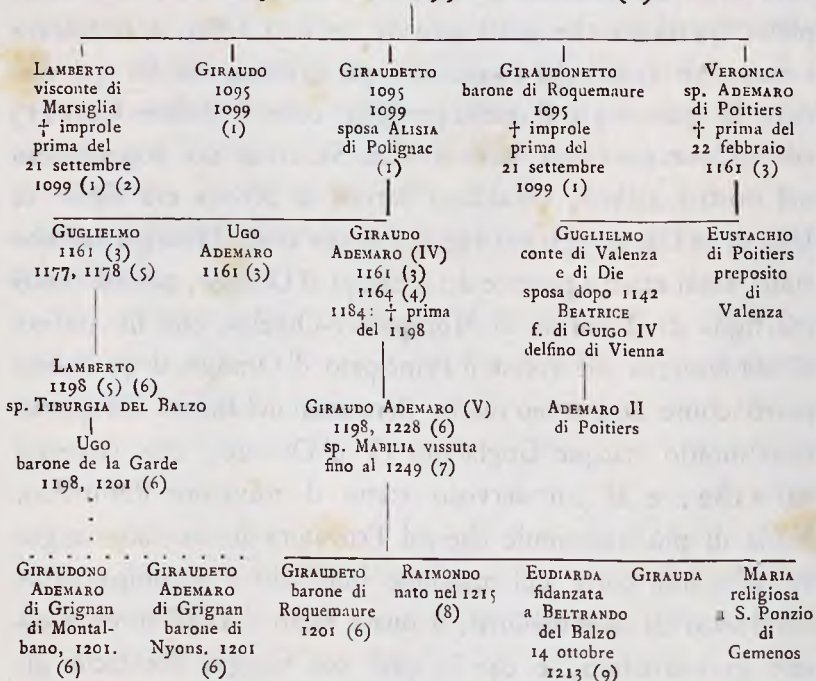 LAMBERTO
visconte di
Marsiglia
† improle
prima del
21 settembre
1099 (1) (2)
GIRAUDO
1095
1099
(1)
GIRAUDETTO
1095
1099
sposa ALISIA
di Polignac
(1)
GIRAUDONETTO
barone di Roquemaure
1095
† improle
prima del
21 settembre
1099 (1)
VERONICA
sp. ADEMARO
di Poitiers
† prima del
22 febbraio
1161 (3)
GUGLIELMO
1161 (3)
1177, 1178 (5)
UGO
ADEMARO
1161 (3)
GIRAUDO
ADEMARO (IV)
1161 (3)
1164 (4)
1184: † prima
del 1198
GUGLIELMO
conte di Valenza
e di Die
sposa dopo 1142
BEATRICE
f. di GUIGO IV
delfino di Vienna
EUSTACHIO
di Poitiers
preposito
di
Valenza
LAMBERTO
1198 (5) (6)
sp. TIBURGIA DEL BALZO
GIRAUDO ADEMARO (V)
1198, 1228 (6)
sp. MABILIA vissuta
fino al 1249 (7)
ADEMARO II
di Poitiers
UGO
barone de la Garde
1198, 1201 (6)
GIRAUDONO
ADEMARO
di Grignan
di Montal-
bano, 1201.
(6)
GIRAUDETO
ADEMARO
di Grignan
barone di
Nyons. 1201
(6)
GIRAUDETO
barone di
Roquemaure
1201 (6)
RAIMONDO
nato nel 1215
(8)
EUDIARDA
fidanzata
a BELTRANDO
del Balzo
14 ottobre
1213 (9)
GIRAUDA
MARIA
religiosa
a S. Ponzio
di
Gemenos